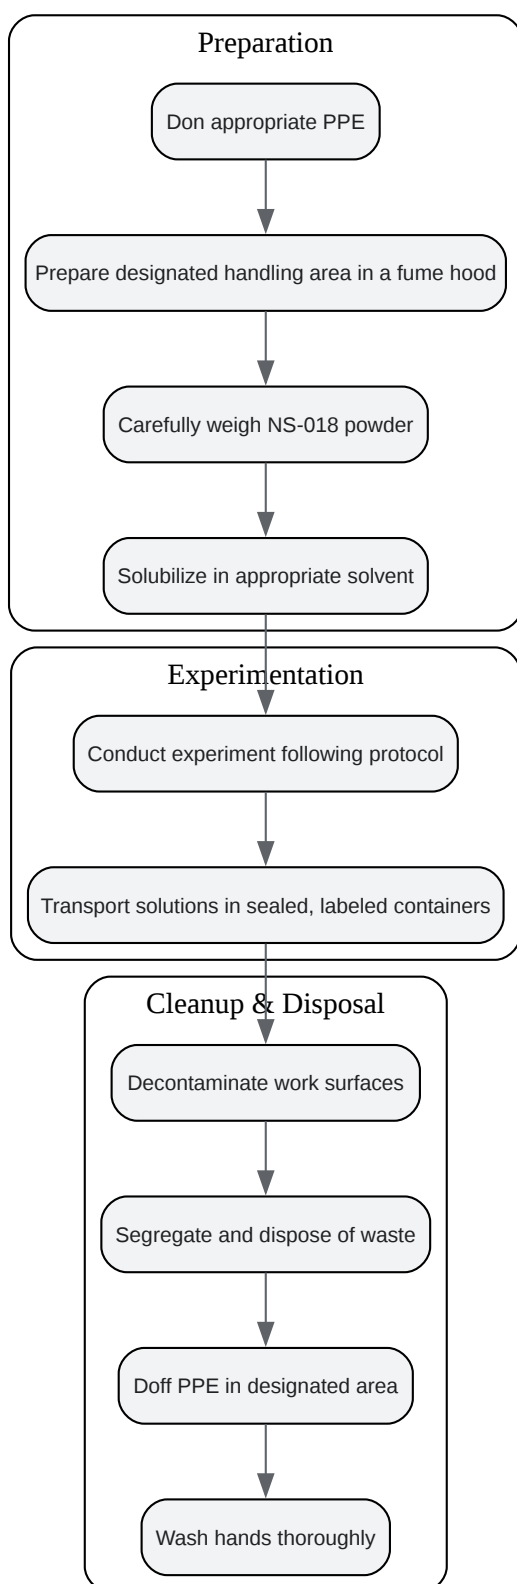 Preparation
Don appropriate PPE
Prepare designated handling area in a fume hood
Carefully weigh NS-018 powder
Solubilize in appropriate solvent
Experimentation
Conduct experiment following protocol
Transport solutions in sealed, labeled containers
Cleanup & Disposal
Decontaminate work surfaces
Segregate and dispose of waste
Doff PPE in designated area
Wash hands thoroughly